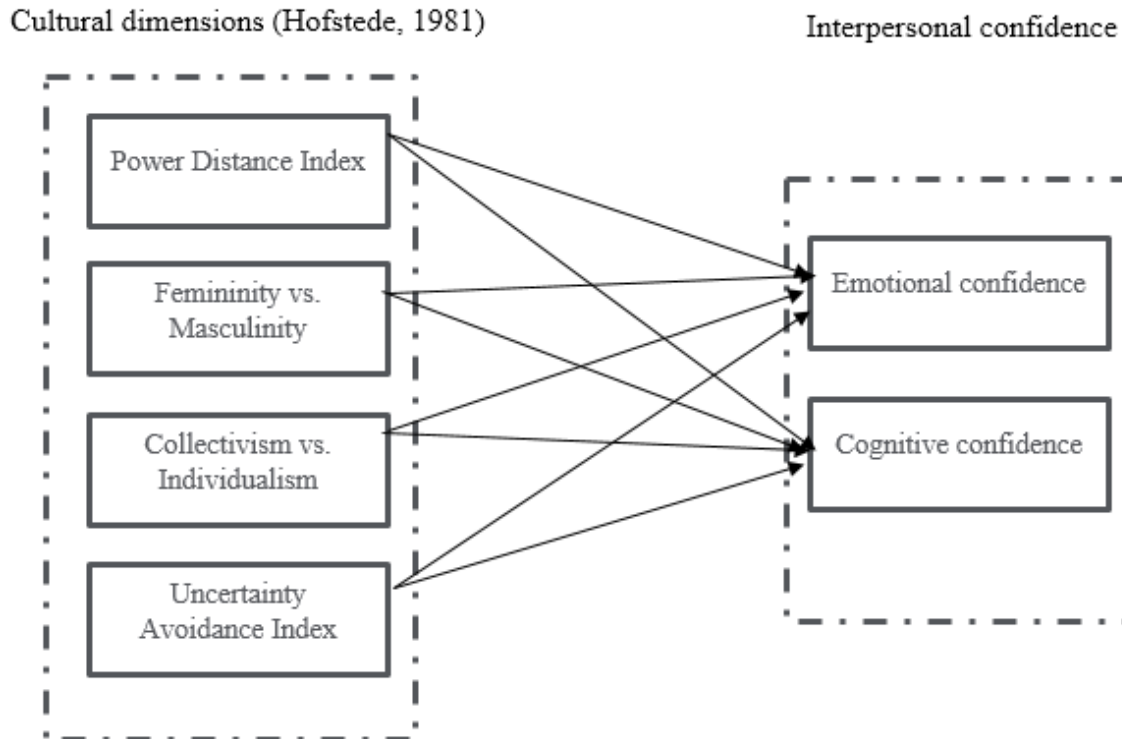 Cultural dimensions (Hofstede, 1981)
Interpersonal confidence
Power Distance Index
Femininity vs.
Masculinity
Collectivism vs.
Individualism
Uncertainty
Avoidance Index
Emotional confidence
Cognitive confidence